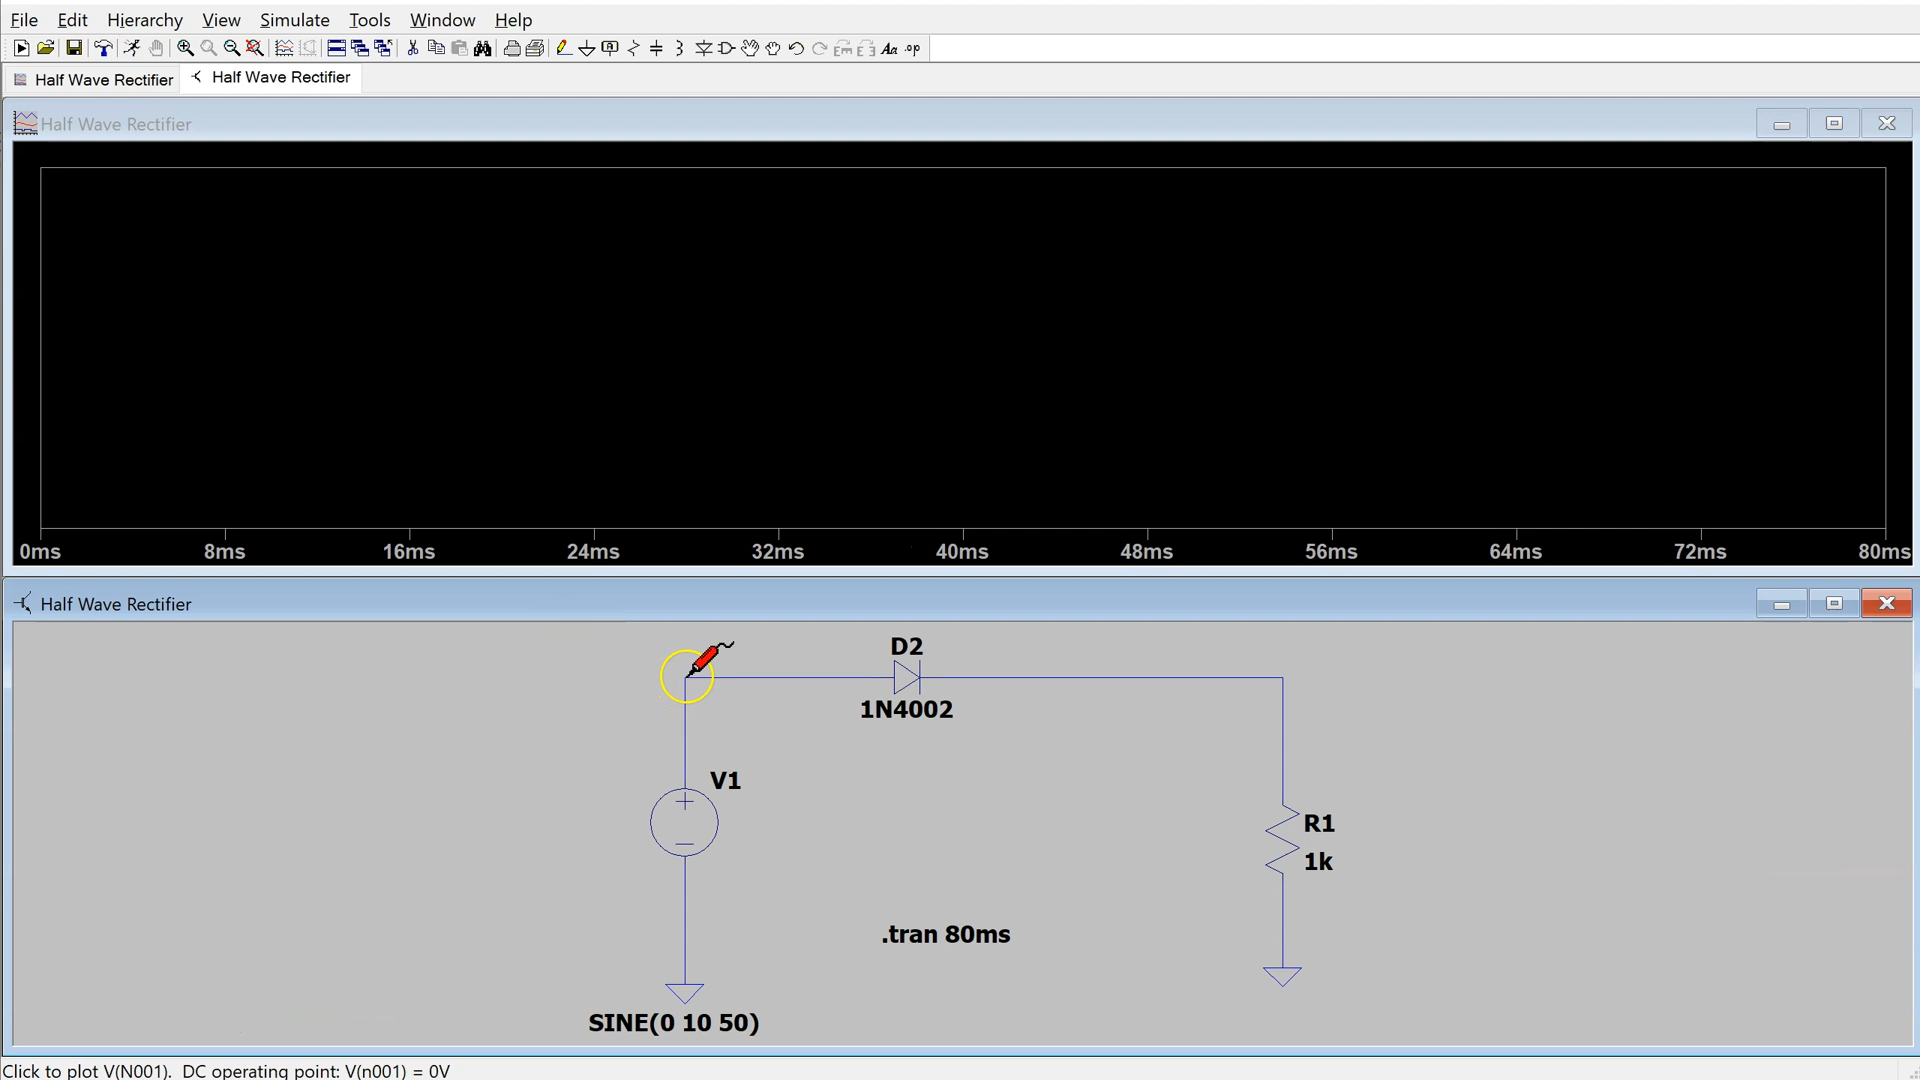 File Edit Hierarchy View Simulate Tools Window Help
Half Wave Rectifier Half Wave Rectifier
Half Wave Rectifier
0ms 8ms 16ms 24ms 32ms 40ms 48ms 56ms 64ms 72ms 80ms
Half Wave Rectifier
D2
1N4002
V1
R1
1k
.tran 80ms
SINE(0 10 50)
Click to plot V(N001). DC operating point: V(n001) = 0V